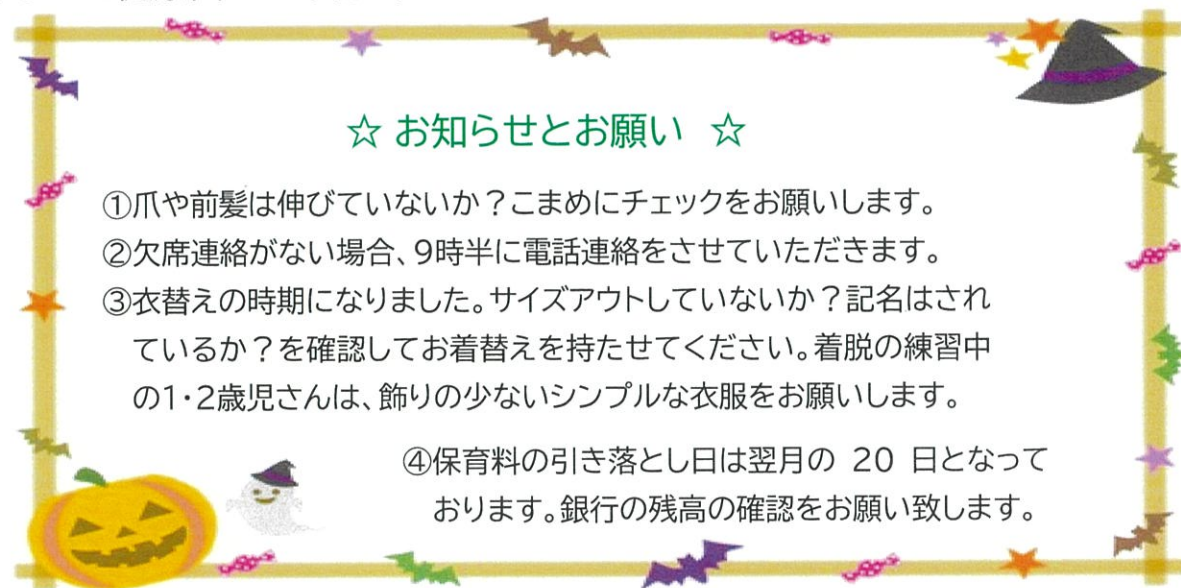 ☆ お知らせとお願い ☆
①爪や前髪は伸びていないか？こまめにチェックをお願いします。
②欠席連絡がない場合、9時半に電話連絡をさせていただきます。
③衣替えの時期になりました。サイズアウトしていないか？記名はされ
ているか？を確認してお着替えを持たせてください。着脱の練習中
の1・2歳児さんは、飾りの少ないシンプルな衣服をお願いします。
④保育料の引き落とし日は翌月の 20 日となって
おります。銀行の残高の確認をお願い致します。